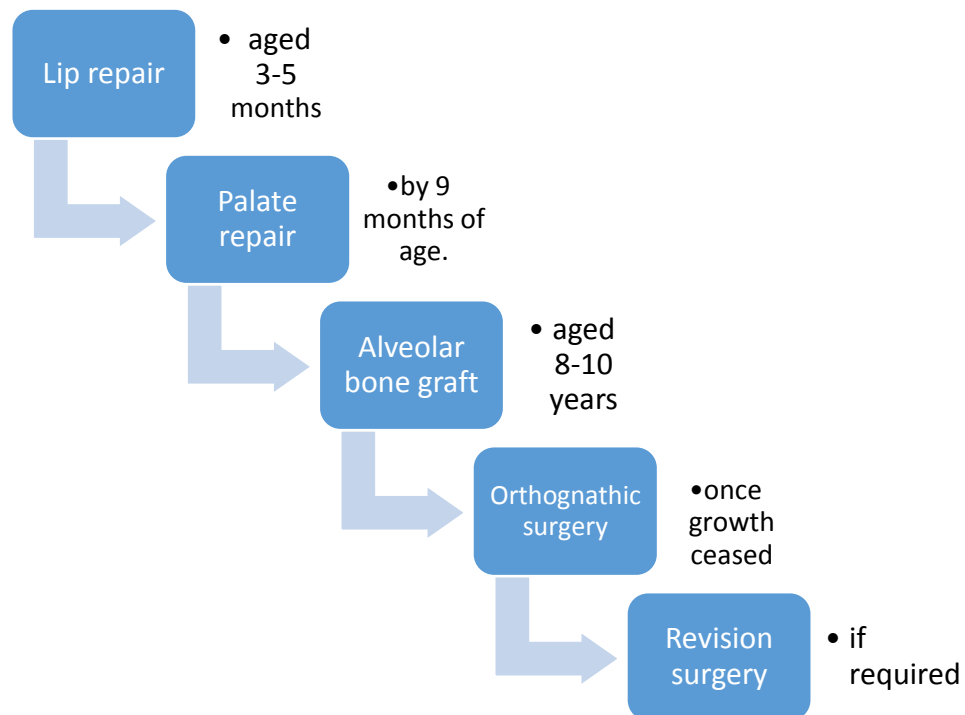 Lip repair
• aged
3-5
months
Palate
repair
•by 9
months of
age.
Alveolar
bone graft
• aged
8-10
years
Orthognathic
surgery
•once
growth
ceased
Revision
surgery
• if
required